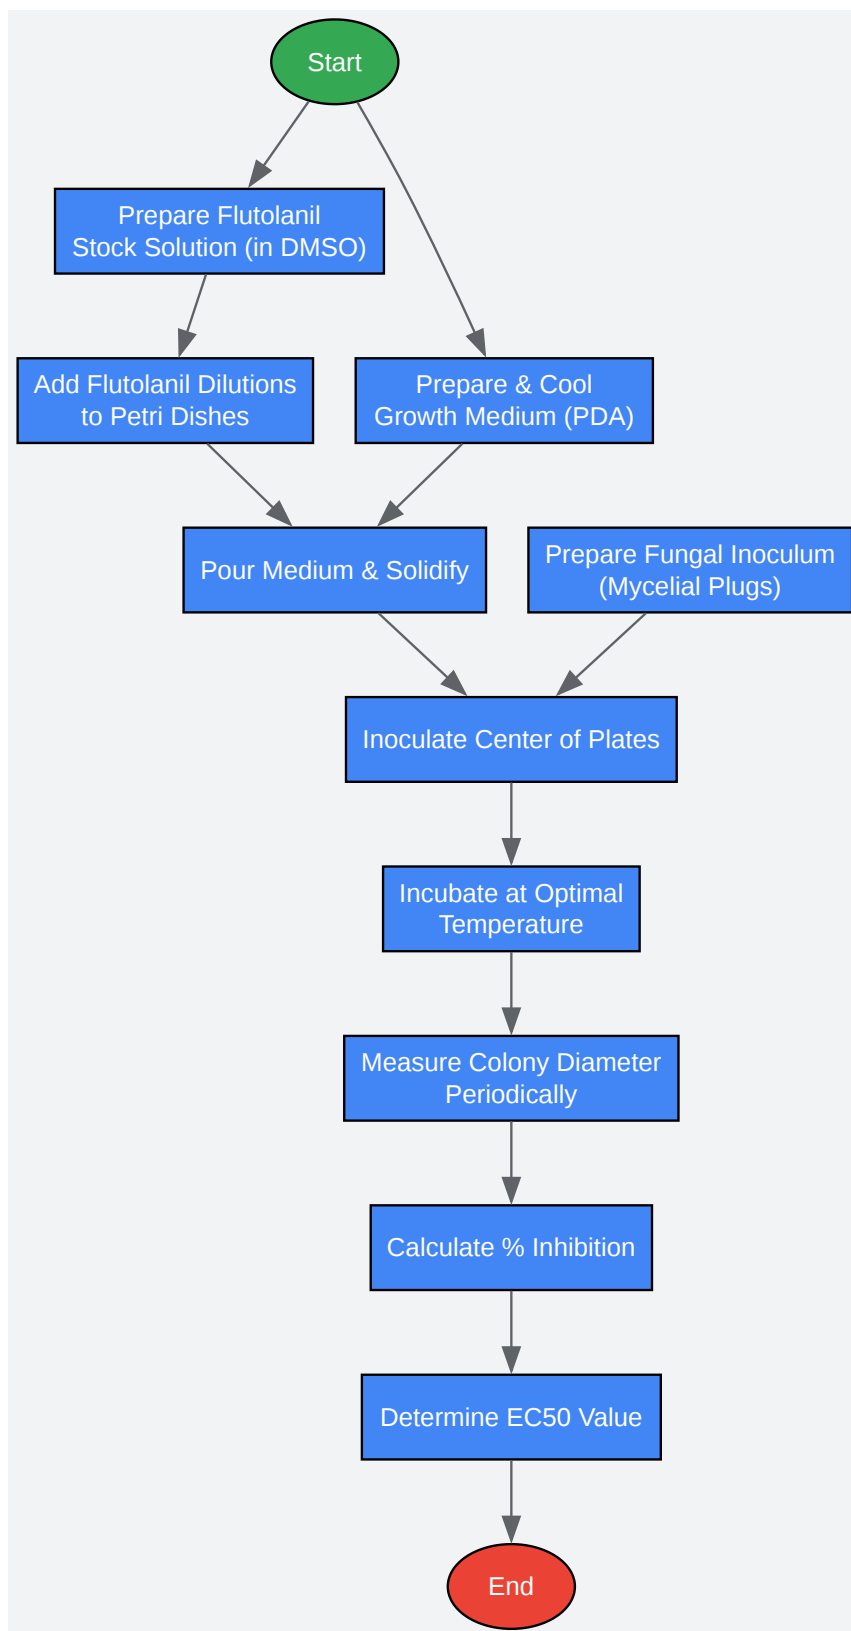 Start
Prepare Flutolanil
Stock Solution (in DMSO)
Add Flutolanil Dilutions
to Petri Dishes
Prepare & Cool
Growth Medium (PDA)
Pour Medium & Solidify
Prepare Fungal Inoculum
(Mycelial Plugs)
Inoculate Center of Plates
Incubate at Optimal
Temperature
Measure Colony Diameter
Periodically
Calculate % Inhibition
Determine EC50 Value
End